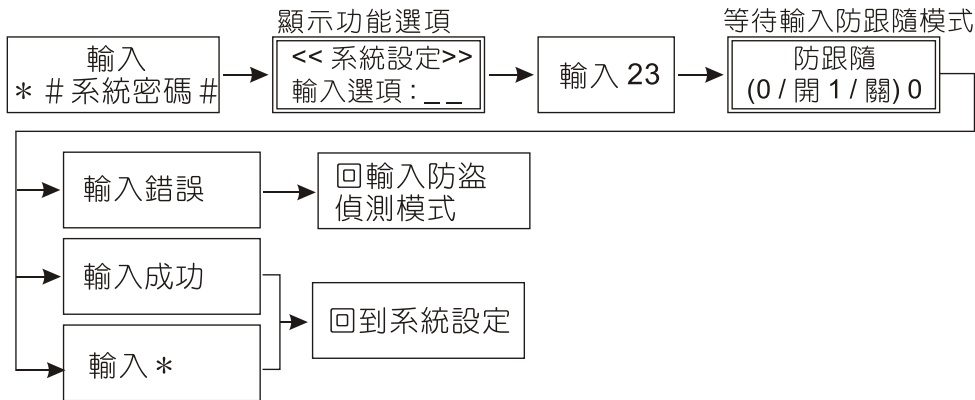 顯示功能選項
等待輸入防跟隨模式
輸入
＊＃系統密碼＃
<< 系統設定>>
輸入選項 : _ _
輸入 23
防跟隨
(0 / 開 1 / 關) 0
輸入錯誤
回輸入防盜
偵測模式
輸入成功
回到系統設定
輸入＊